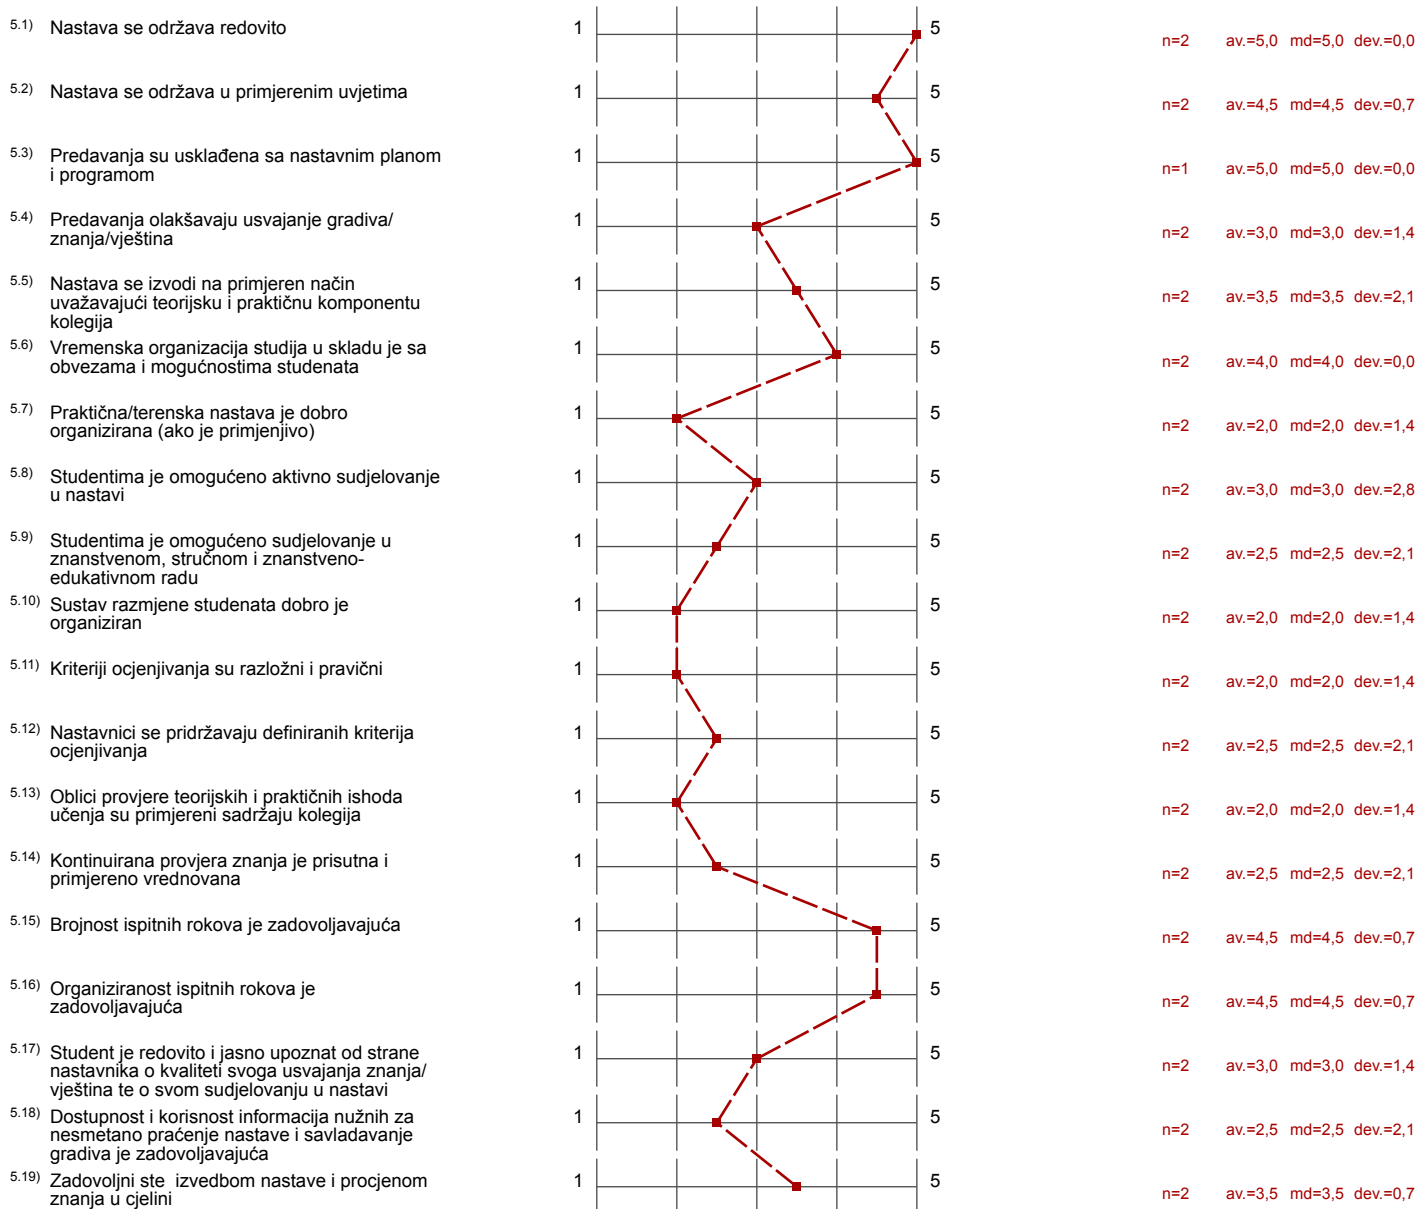 5.1) Nastava se održava redovito 1 5 n=2 av.=5,0 md=5,0 dev.=0,0
5.2) Nastava se održava u primjerenim uvjetima 1 5 n=2 av.=4,5 md=4,5 dev.=0,7
5.3) Predavanja su usklađena sa nastavnim planom
i programom 1 5 n=1 av.=5,0 md=5,0 dev.=0,0
5.4) Predavanja olakšavaju usvajanje gradiva/
znanja/vještina 1 5 n=2 av.=3,0 md=3,0 dev.=1,4
5.5) Nastava se izvodi na primjeren način
uvažavajući teorijsku i praktičnu komponentu
kolegija 1 5 n=2 av.=3,5 md=3,5 dev.=2,1
5.6) Vremenska organizacija studija u skladu je sa
obvezama i mogućnostima studenata 1 5 n=2 av.=4,0 md=4,0 dev.=0,0
5.7) Praktična/terenska nastava je dobro
organizirana (ako je primjenjivo) 1 5 n=2 av.=2,0 md=2,0 dev.=1,4
5.8) Studentima je omogućeno aktivno sudjelovanje
u nastavi 1 5 n=2 av.=3,0 md=3,0 dev.=2,8
5.9) Studentima je omogućeno sudjelovanje u
znanstvenom, stručnom i znanstveno-
edukativnom radu 1 5 n=2 av.=2,5 md=2,5 dev.=2,1
5.10) Sustav razmjene studenata dobro je
organiziran 1 5 n=2 av.=2,0 md=2,0 dev.=1,4
5.11) Kriteriji ocjenjivanja su razložni i pravični 1 5 n=2 av.=2,0 md=2,0 dev.=1,4
5.12) Nastavnici se pridržavaju definiranih kriterija
ocjenjivanja 1 5 n=2 av.=2,5 md=2,5 dev.=2,1
5.13) Oblici provjere teorijskih i praktičnih ishoda
učenja su primjereni sadržaju kolegija 1 5 n=2 av.=2,0 md=2,0 dev.=1,4
5.14) Kontinuirana provjera znanja je prisutna i
primjereno vrednovana 1 5 n=2 av.=2,5 md=2,5 dev.=2,1
5.15) Brojnost ispitnih rokova je zadovoljavajuća 1 5 n=2 av.=4,5 md=4,5 dev.=0,7
5.16) Organiziranost ispitnih rokova je
zadovoljavajuća 1 5 n=2 av.=4,5 md=4,5 dev.=0,7
5.17) Student je redovito i jasno upoznat od strane
nastavnika o kvaliteti svoga usvajanja znanja/
vještina te o svom sudjelovanju u nastavi 1 5 n=2 av.=3,0 md=3,0 dev.=1,4
5.18) Dostupnost i korisnost informacija nužnih za
nesmetano praćenje nastave i savladavanje
gradiva je zadovoljavajuća 1 5 n=2 av.=2,5 md=2,5 dev.=2,1
5.19) Zadovoljni ste izvedbom nastave i procjenom
znanja u cjelini 1 5 n=2 av.=3,5 md=3,5 dev.=0,7